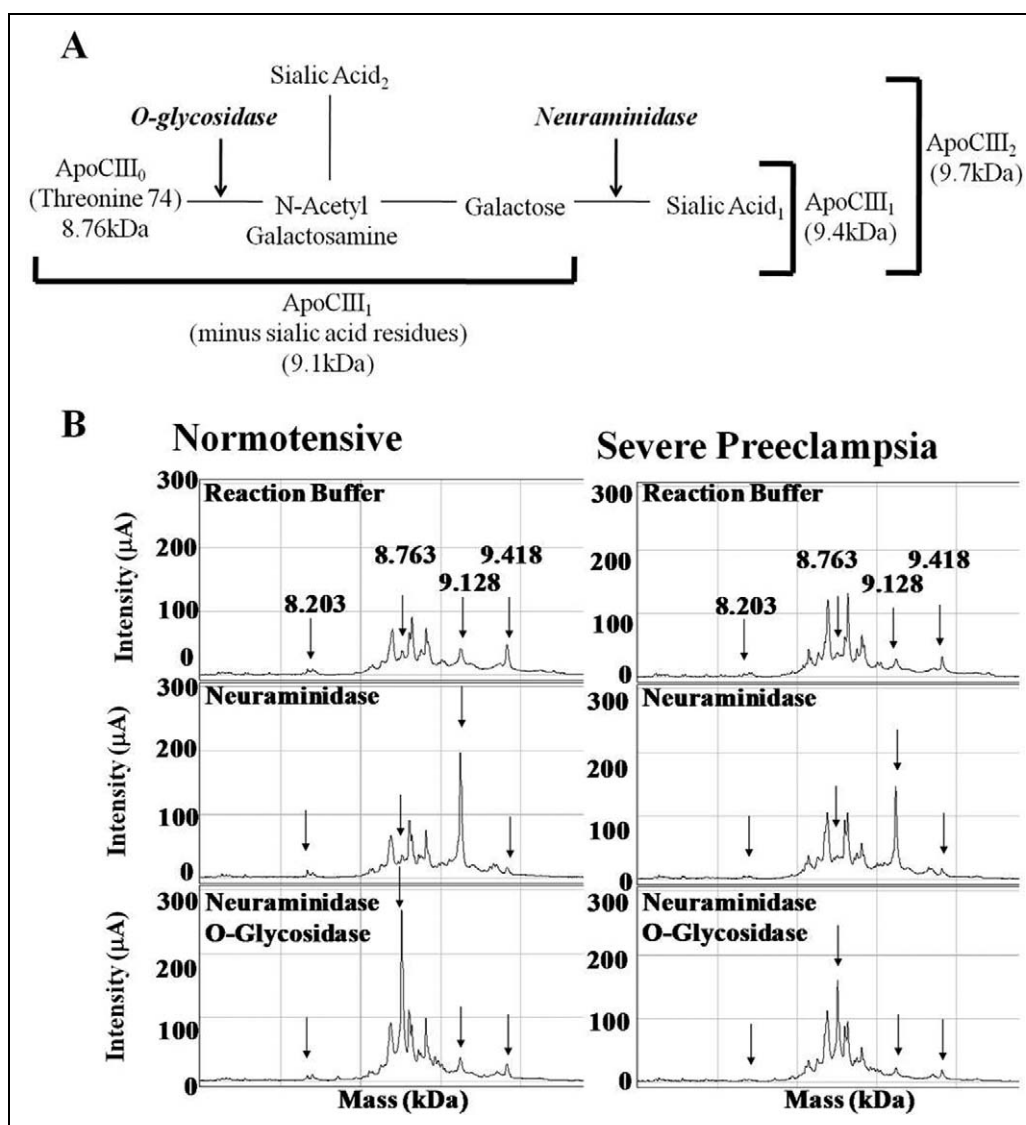 A
Sialic Acid₂
O-glycosidase
Neuraminidase
ApoCIII₀
(Threonine 74)
8.76kDa
N-Acetyl
Galactosamine
Galactose
Sialic Acid₁
ApoCIII₁
(9.4kDa)
ApoCIII₂
(9.7kDa)
ApoCIII₁
(minus sialic acid residues)
(9.1kDa)
B
Normotensive
Severe Preeclampsia
Intensity (µA)
300
200
100
0
Reaction Buffer
8.203
8.763
9.128
9.418
300
200
100
0
Reaction Buffer
8.203
8.763
9.128
9.418
Intensity (µA)
300
200
100
0
Neuraminidase
300
200
100
0
Neuraminidase
Intensity (µA)
300
200
100
0
Neuraminidase
O-Glycosidase
300
200
100
0
Neuraminidase
O-Glycosidase
Mass (kDa)
Mass (kDa)